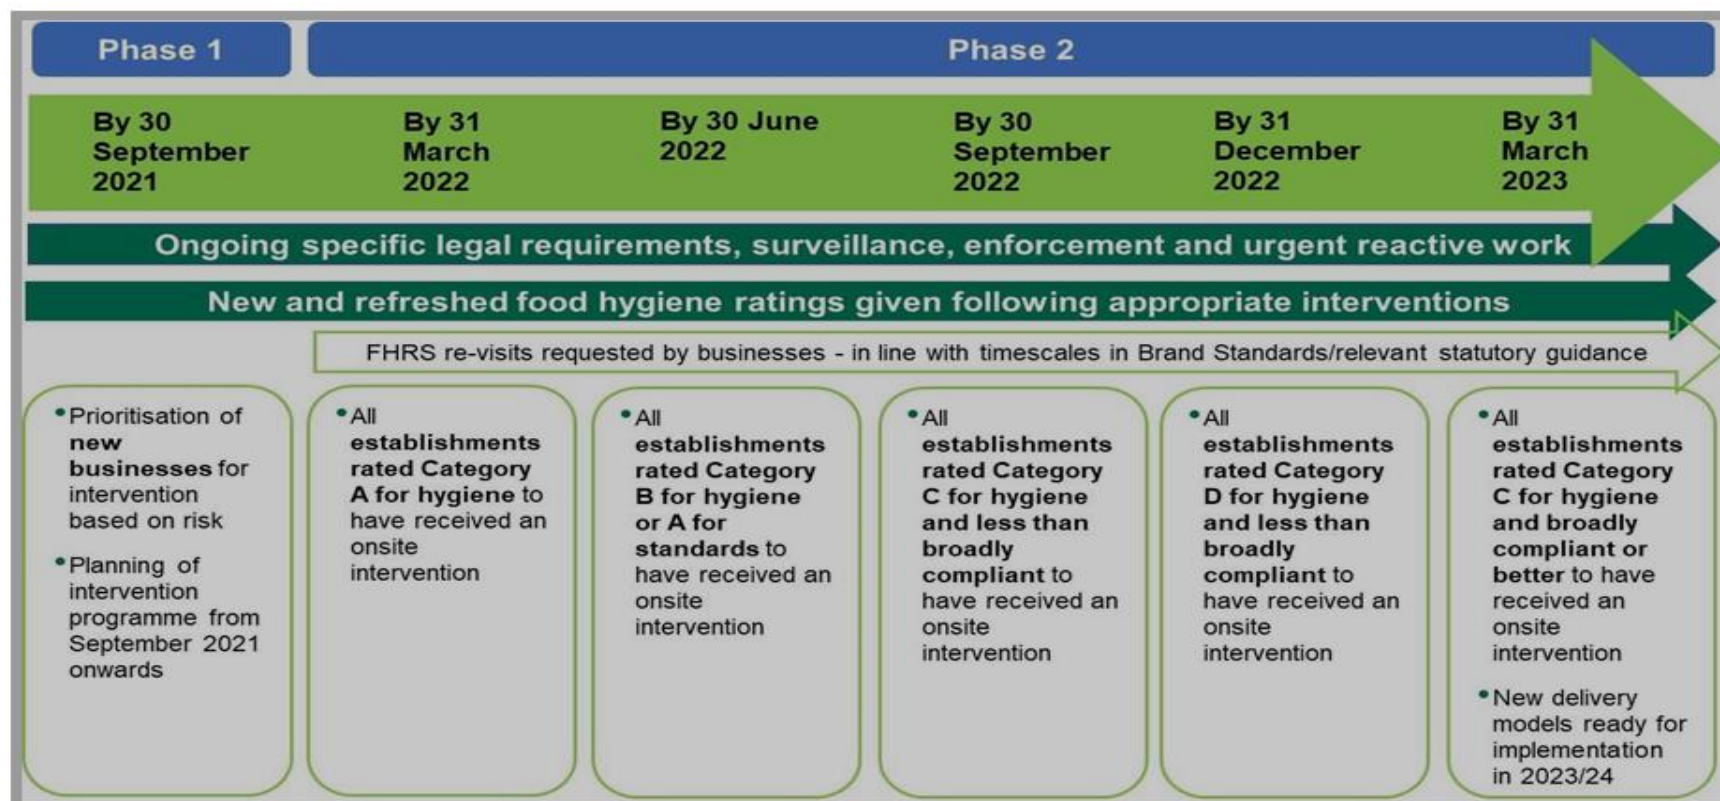 Phase 1
Phase 2
By 30
September
2021
By 31
March
2022
By 30 June
2022
By 30
September
2022
By 31
December
2022
By 31
March
2023
Ongoing specific legal requirements, surveillance, enforcement and urgent reactive work
New and refreshed food hygiene ratings given following appropriate interventions
FHRS re-visits requested by businesses - in line with timescales in Brand Standards/relevant statutory guidance
•Prioritisation of
new
businesses for
intervention
based on risk
•Planning of
intervention
programme from
September 2021
onwards
•All
establishments
rated Category
A for hygiene to
have received an
onsite
intervention
•All
establishments
rated Category
B for hygiene
or A for
standards to
have received an
onsite
intervention
•All
establishments
rated Category
C for hygiene
and less than
broadly
compliant to
have received an
onsite
intervention
•All
establishments
rated Category
D for hygiene
and less than
broadly
compliant to
have received an
onsite
intervention
•All
establishments
rated Category
C for hygiene
and broadly
compliant or
better to have
received an
onsite
intervention
•New delivery
models ready for
implementation
in 2023/24